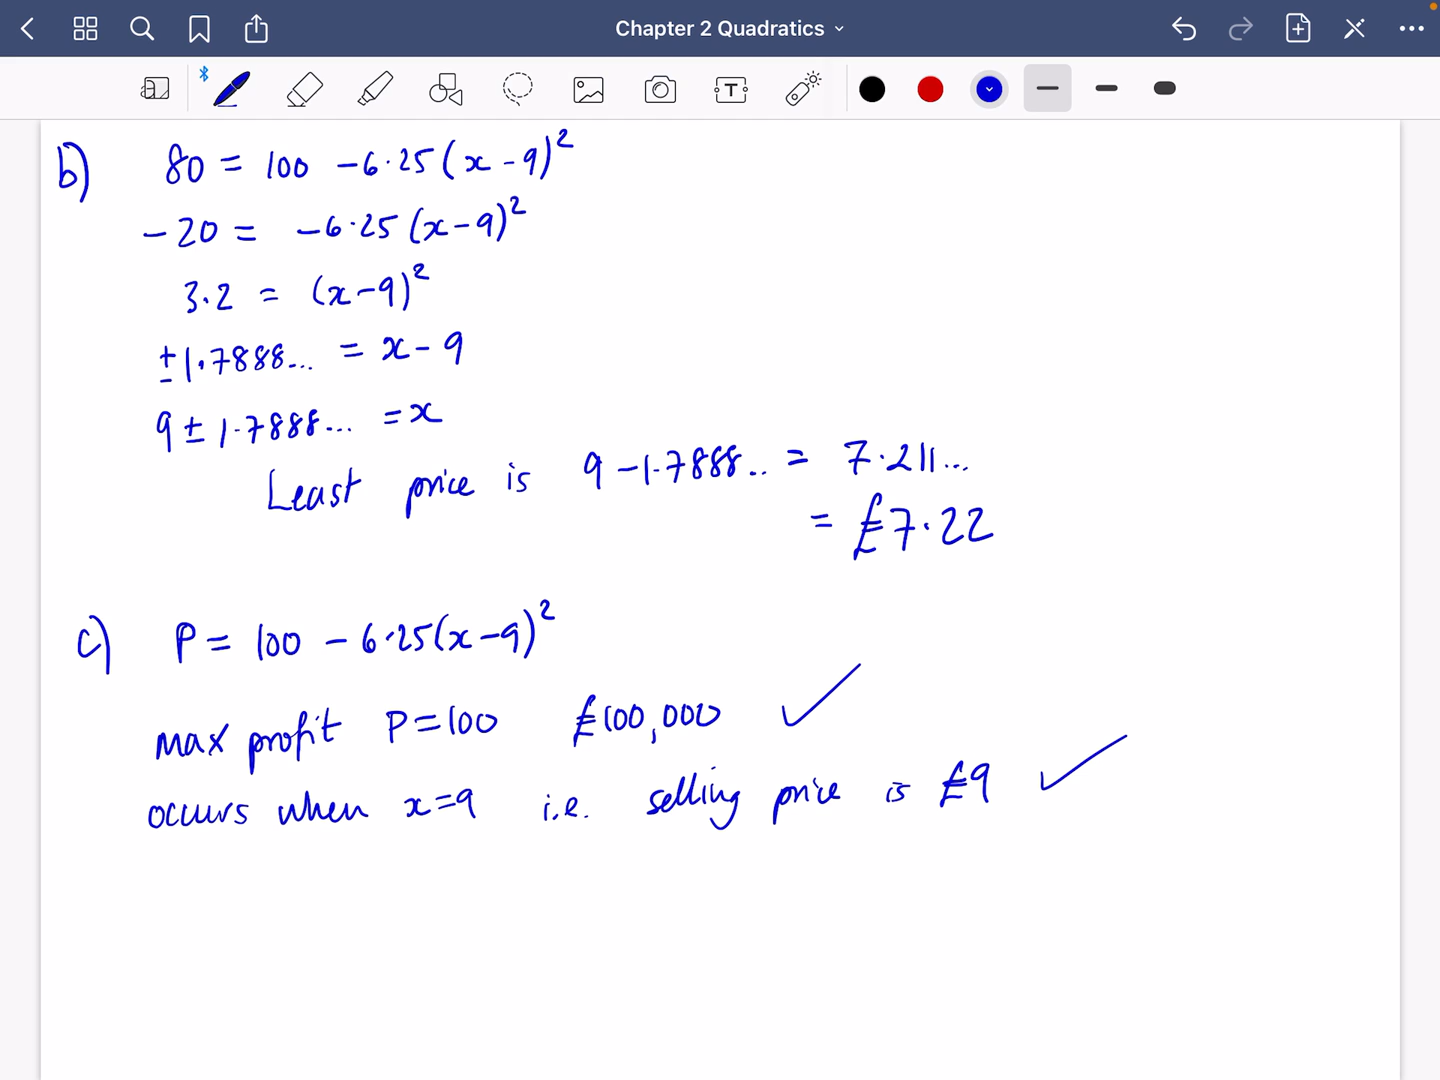 Chapter 2 Quadratics
b) 80 = 100 -6.25(x-9)²
-20 = -6.25(x-9)²
3.2 = (x-9)²
±1.7888... = x-9
9 ± 1.7888... = x
Least price is 9-1.7888.. = 7.211...
= £7.22
c) P = 100 - 6.25(x-9)²
max profit P=100 £100,000 ✓
occurs when x=9 i.e. selling price is £9 ✓